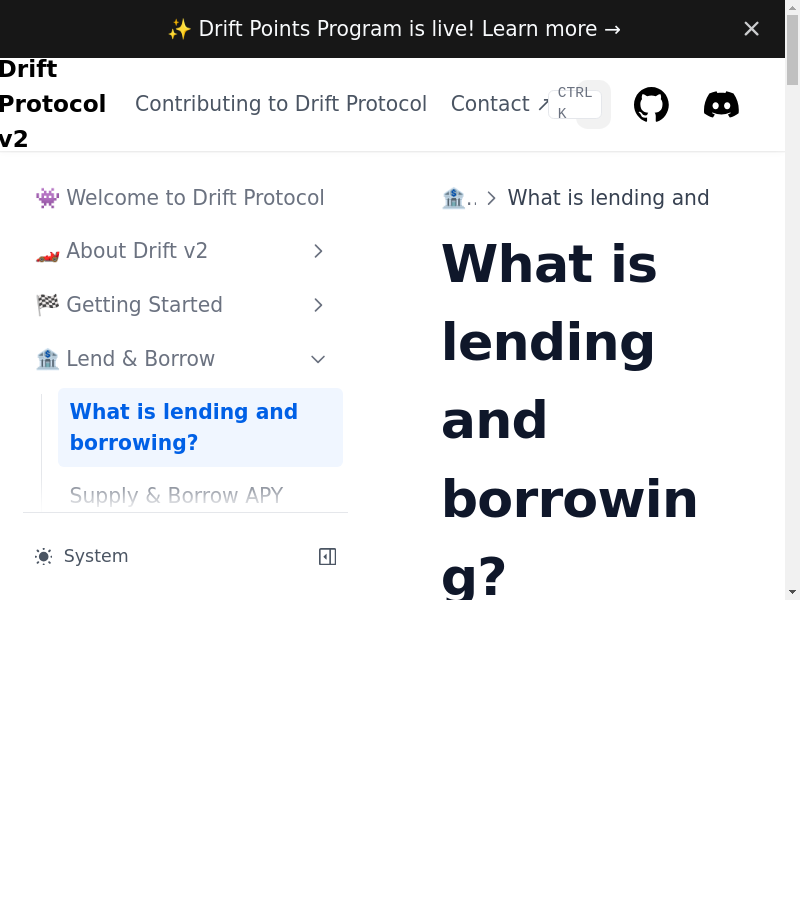 ✨ Drift Points Program is live! Learn more →
Drift
Protocol
v2
Contributing to Drift Protocol
Contact ↗
CTRL
K
👾 Welcome to Drift Protocol
🏎️ About Drift v2
🏁 Getting Started
🏦 Lend & Borrow
What is lending and
borrowing?
Supply & Borrow APY
System
🏦.. > What is lending and
What is
lending
and
borrowin
g?